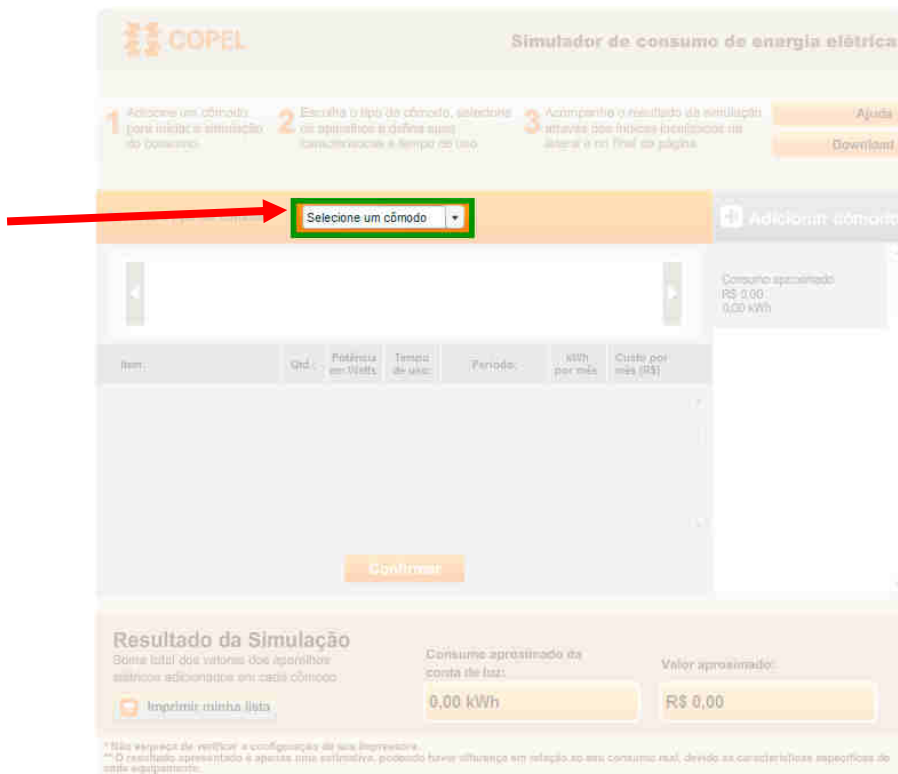 COPEL
Simulador de consumo de energia elétrica
1 Adicione um cômodo
para iniciar a simulação
do consumo.
2 Escolha o tipo de cômodo, selecione
os aparelhos e defina suas
características e tempo de uso.
3 Acompanhe o resultado da simulação
através dos índices localizados na
lateral e no final da página.
Ajuda
Download
Selecione um cômodo
Adicionar cômodo
Consumo aproximado
R$ 0,00
0,00 kWh
Item:
Qtd.:
Potência
em Watts
Tempo
de uso:
Período:
kWh
por mês
Custo por
mês (R$)
Confirmar
Resultado da Simulação
Soma total dos valores dos aparelhos
elétricos adicionados em cada cômodo
Imprimir minha lista
Consumo aproximado da
conta de luz:
0,00 kWh
Valor aproximado:
R$ 0,00
* Não esqueça de verificar a configuração de sua impressora.
** O resultado apresentado é apenas uma estimativa, podendo haver diferença em relação ao seu consumo real, devido as características específicas de
cada equipamento.